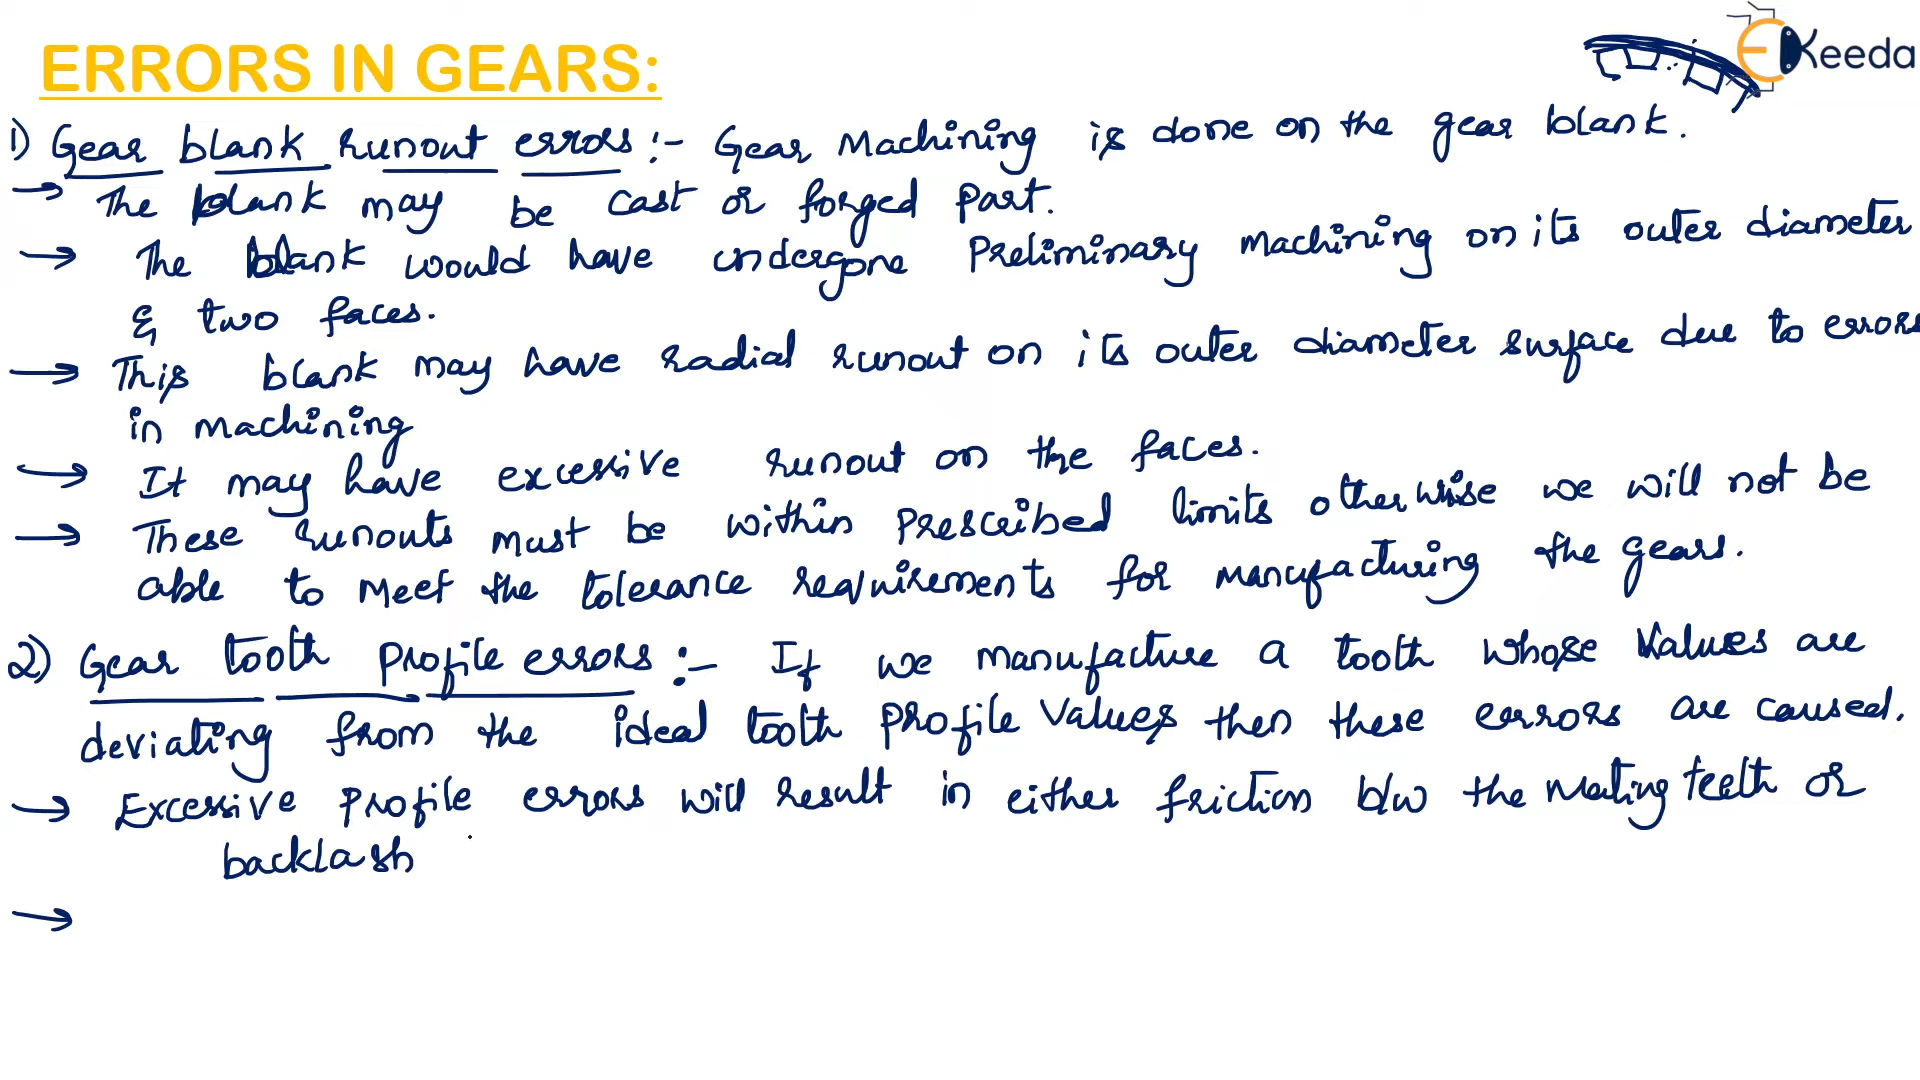 ERRORS IN GEARS:
EKeeda
1) Gear blank runout errors :- Gear Machining is done on the gear blank.
→ The blank may be cast or forged part.
→ The blank would have undergone preliminary machining on its outer diameter
& two faces.
→ This blank may have radial runout on its outer diameter surface due to errors
in machining
→ It may have excessive runout on the faces.
→ These runouts must be within prescribed limits otherwise we will not be
able to meet the tolerance requirements for manufacturing the gears.
2) Gear tooth profile errors :- If we manufacture a tooth whose values are
deviating from the ideal tooth profile values then these errors are caused.
→ Excessive profile errors will result in either friction b/w the mating teeth or
backlash
→